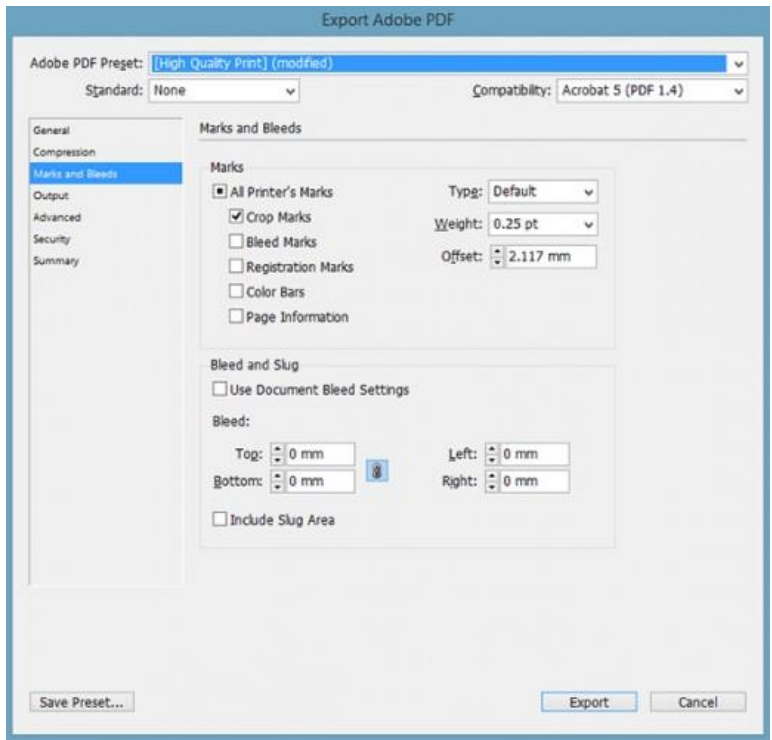 Export Adobe PDF
Adobe PDF Preset: [High Quality Print] (modified)
Standard: None Compatibility: Acrobat 5 (PDF 1.4)
General
Compression
Marks and Bleeds
Output
Advanced
Security
Summary
Marks and Bleeds
Marks
All Printer's Marks
Crop Marks
Bleed Marks
Registration Marks
Color Bars
Page Information
Type: Default
Weight: 0.25 pt
Offset: 2.117 mm
Bleed and Slug
Use Document Bleed Settings
Bleed:
Top: 0 mm Left: 0 mm
Bottom: 0 mm Right: 0 mm
Include Slug Area
Save Preset... Export Cancel